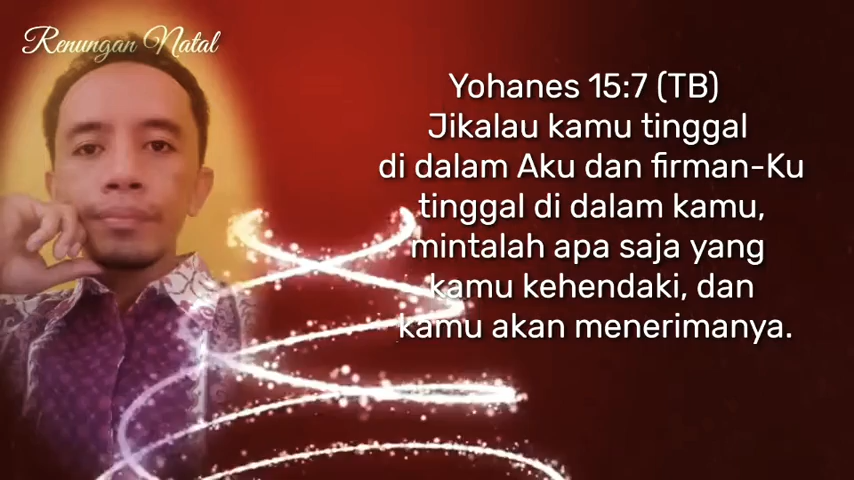 Renungan Natal
Yohanes 15:7 (TB)
Jikalau kamu tinggal
di dalam Aku dan firman-Ku
tinggal di dalam kamu,
mintalah apa saja yang
kamu kehendaki, dan
kamu akan menerimanya.